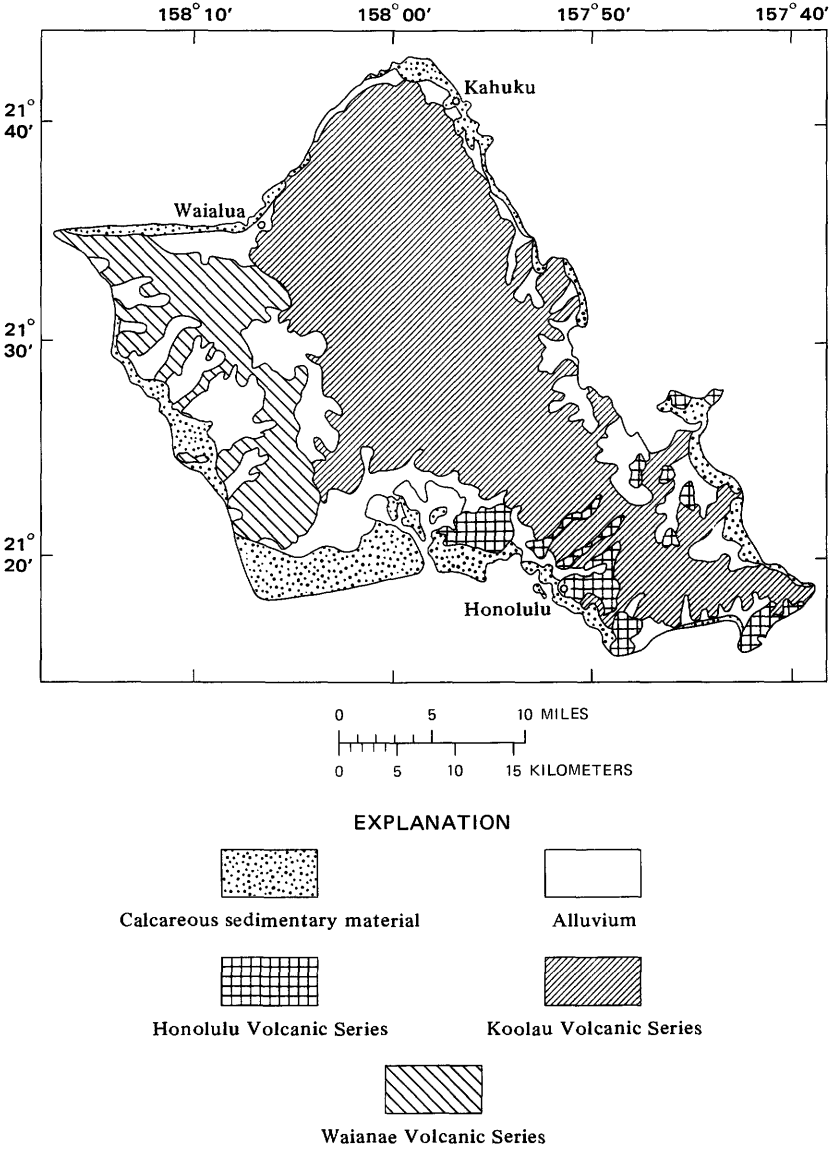 158° 10' 158° 00' 157° 50' 157° 40'
Kahuku
21°
40'
Waialua
21°
30'
21°
20'
Honolulu
0 5 10 MILES
0 5 10 15 KILOMETERS
EXPLANATION
Calcareous sedimentary material Alluvium
Honolulu Volcanic Series Koolau Volcanic Series
Waianae Volcanic Series